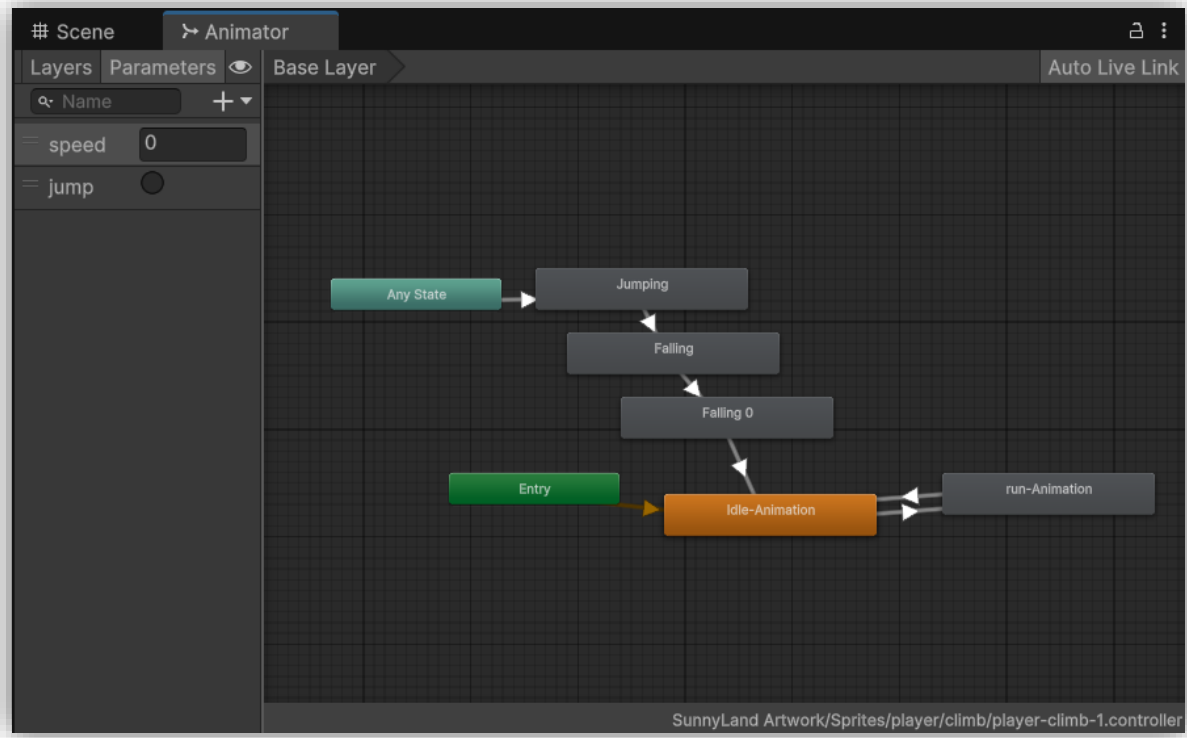 Scene
Animator
Layers Parameters
Base Layer
Auto Live Link
Name
speed 0
jump
Any State
Jumping
Falling
Falling 0
Entry
Idle-Animation
run-Animation
SunnyLand Artwork/Sprites/player/climb/player-climb-1.controller